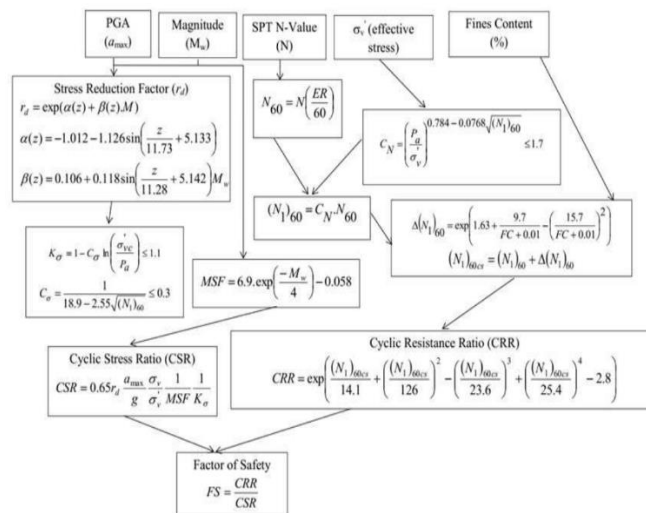 PGA
(a_max)
Magnitude
(M_w)
SPT N-Value
(N)
σ_v' (effective
stress)
Fines Content
(%)
Stress Reduction Factor (r_d)
r_d = exp(α(z) + β(z).M)
α(z) = −1.012 − 1.126 sin(z/11.73 + 5.133)
β(z) = 0.106 + 0.118 sin(z/11.28 + 5.142) M_w
N_60 = N(ER/60)
C_N = (P_a/σ_v')^(0.784−0.0768√(N_1)_60) ≤ 1.7
(N_1)_60 = C_N.N_60
Δ(N_1)_60 = exp(1.63 + 9.7/(FC + 0.01) − (15.7/(FC + 0.01))^2)
(N_1)_60cs = (N_1)_60 + Δ(N_1)_60
K_σ = 1 − C_σ ln(σ_vc'/P_a) ≤ 1.1
C_σ = 1/(18.9 − 2.55√(N_1)_60) ≤ 0.3
MSF = 6.9.exp(−M_w/4) − 0.058
Cyclic Stress Ratio (CSR)
CSR = 0.65 r_d a_max/g σ_v/σ_v' 1/MSF 1/K_σ
Cyclic Resistance Ratio (CRR)
CRR = exp((N_1)_60cs/14.1 + ((N_1)_60cs/126)^2 − ((N_1)_60cs/23.6)^3 + ((N_1)_60cs/25.4)^4 − 2.8)
Factor of Safety
FS = CRR/CSR